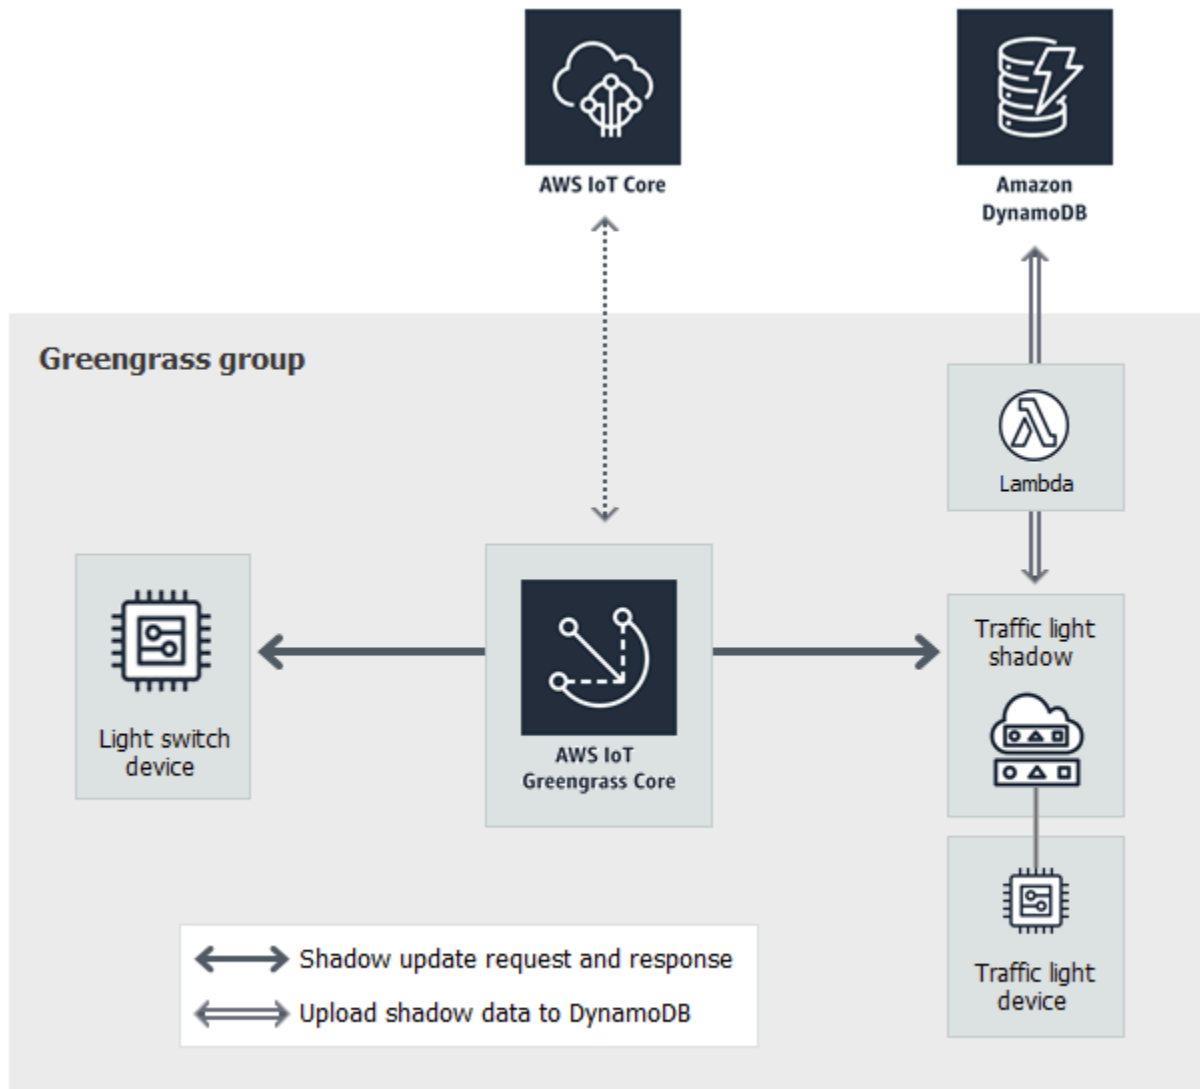 AWS IoT Core
Amazon
DynamoDB
Greengrass group
Lambda
Light switch
device
AWS IoT
Greengrass Core
Traffic light
shadow
Traffic light
device
Shadow update request and response
Upload shadow data to DynamoDB